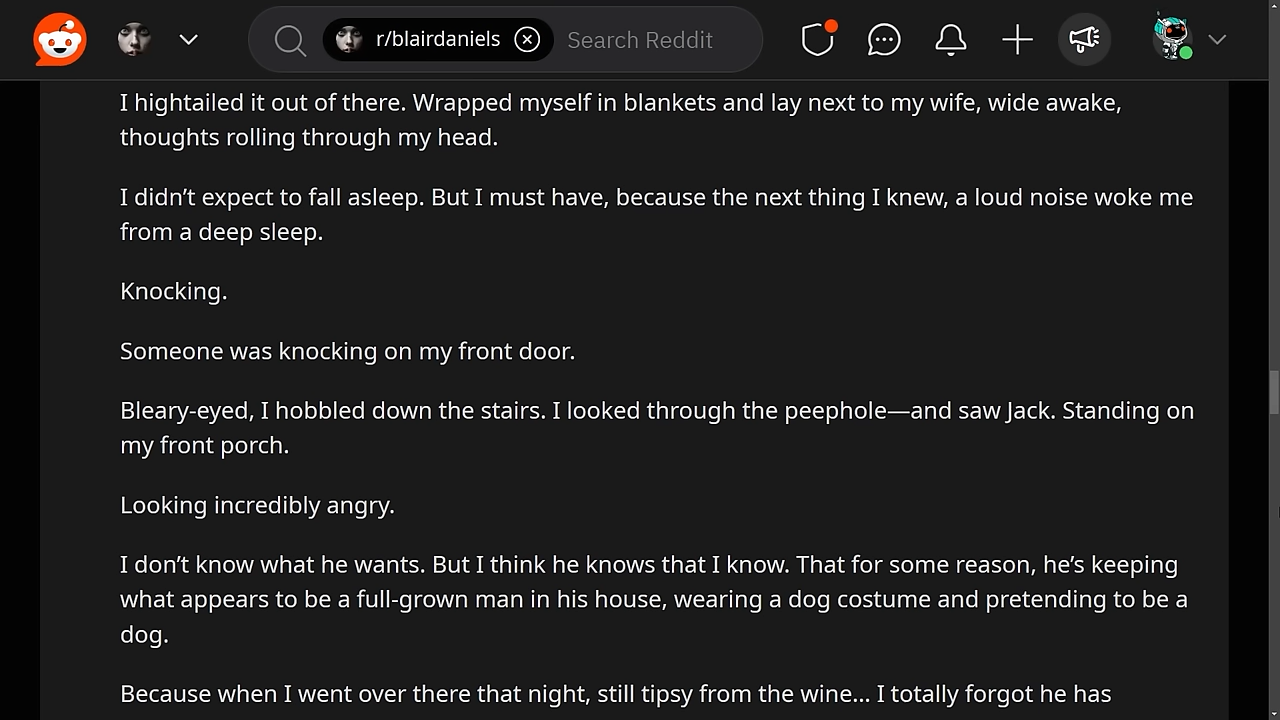 r/blairdaniels
Search Reddit
I hightailed it out of there. Wrapped myself in blankets and lay next to my wife, wide awake,
thoughts rolling through my head.
I didn’t expect to fall asleep. But I must have, because the next thing I knew, a loud noise woke me
from a deep sleep.
Knocking.
Someone was knocking on my front door.
Bleary-eyed, I hobbled down the stairs. I looked through the peephole—and saw Jack. Standing on
my front porch.
Looking incredibly angry.
I don’t know what he wants. But I think he knows that I know. That for some reason, he’s keeping
what appears to be a full-grown man in his house, wearing a dog costume and pretending to be a
dog.
Because when I went over there that night, still tipsy from the wine… I totally forgot he has